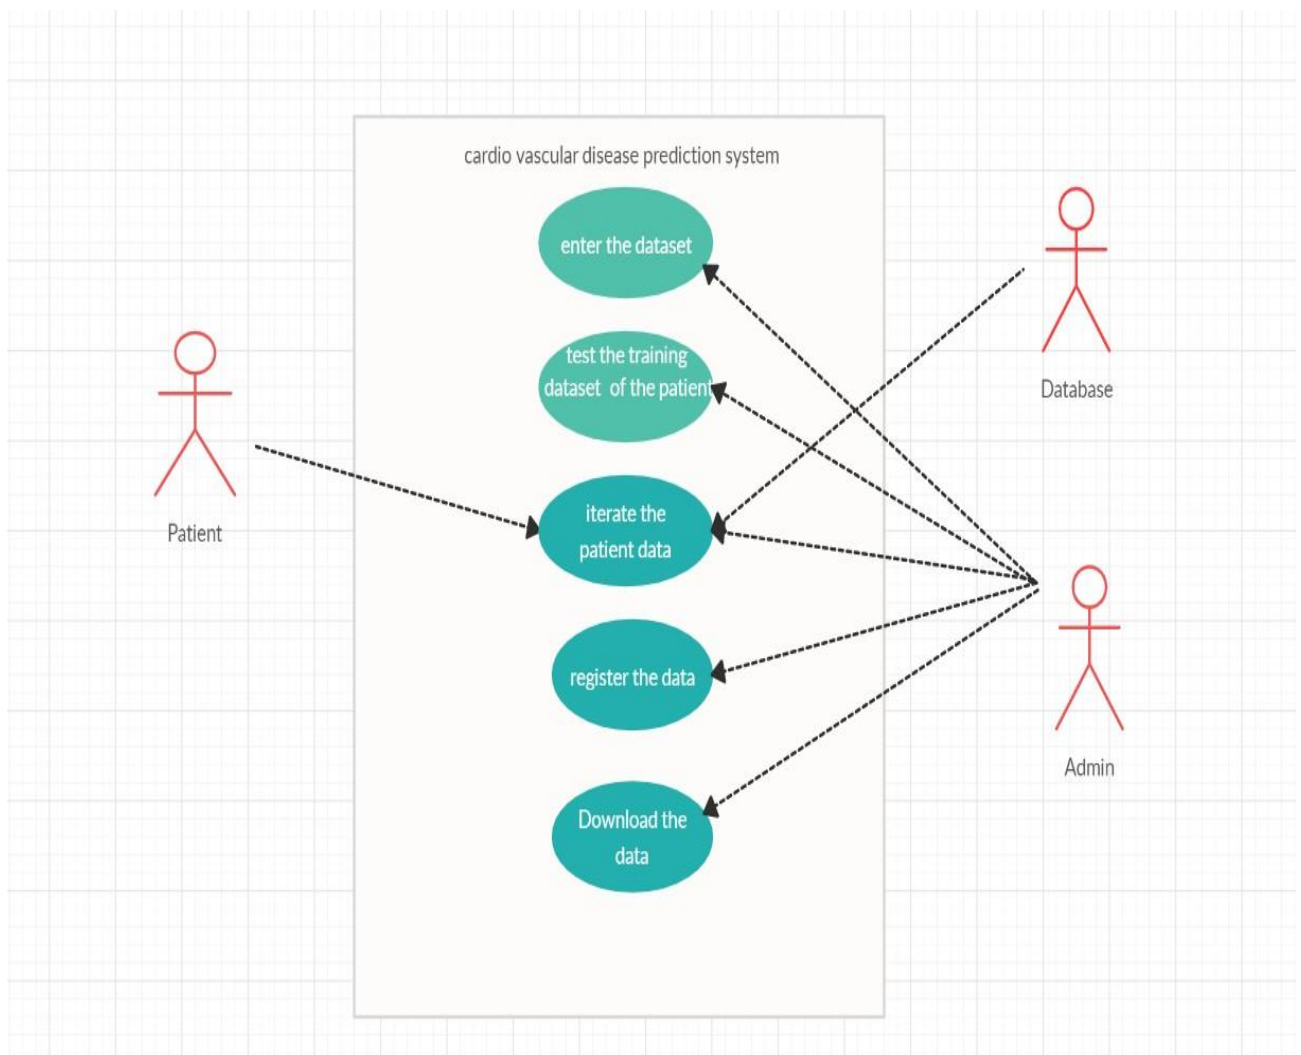 cardio vascular disease prediction system
enter the dataset
test the training
dataset of the patient
iterate the
patient data
register the data
Download the
data
Patient
Database
Admin